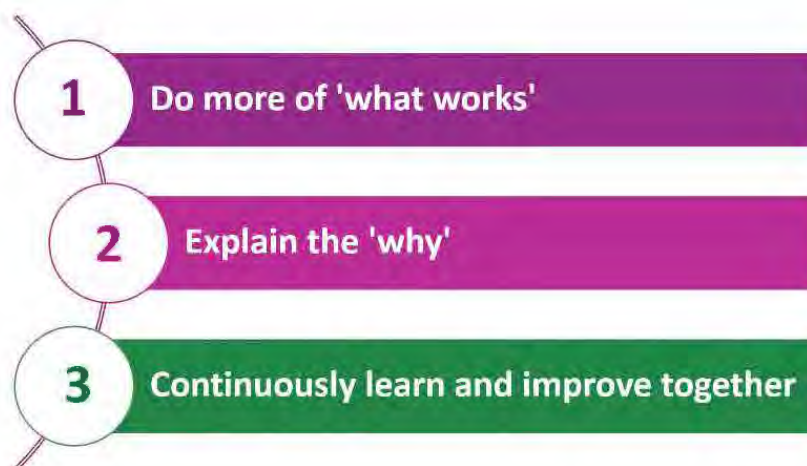 1 Do more of 'what works'
2 Explain the 'why'
3 Continuously learn and improve together